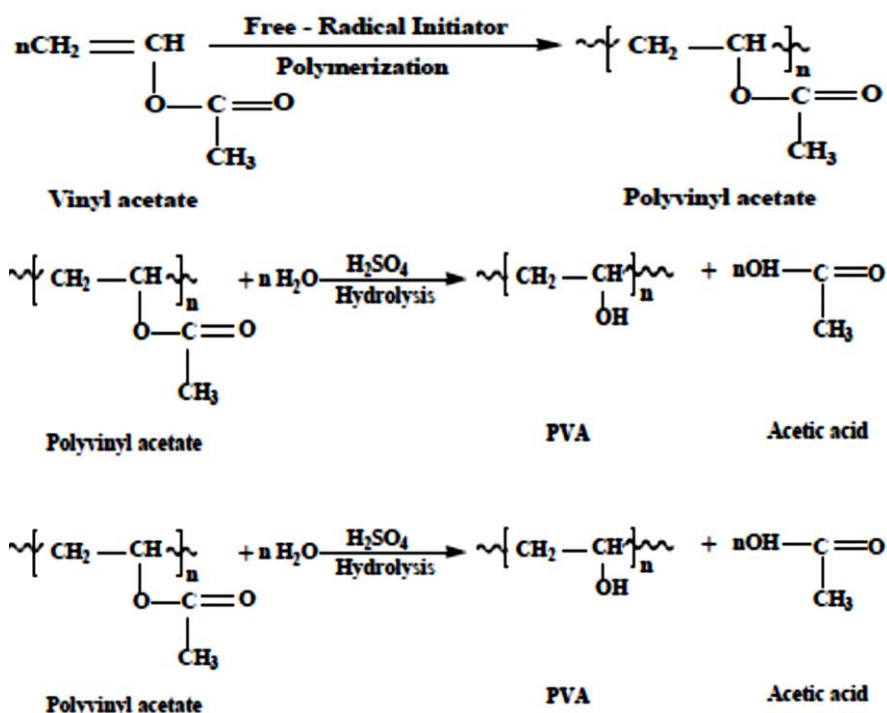 nCH₂ = CH Free - Radical Initiator [ CH₂ — CH ]n
Polymerization
O — C = O O — C = O
CH₃ CH₃
Vinyl acetate Polyvinyl acetate
[ CH₂ — CH ]n + n H₂O H₂SO₄ [ CH₂ — CH ]n + nOH — C = O
Hydrolysis
OH
O — C = O CH₃
CH₃
Polyvinyl acetate PVA Acetic acid
[ CH₂ — CH ]n + n H₂O H₂SO₄ [ CH₂ — CH ]n + nOH — C = O
Hydrolysis
OH
O — C = O CH₃
CH₃
Polyvinyl acetate PVA Acetic acid